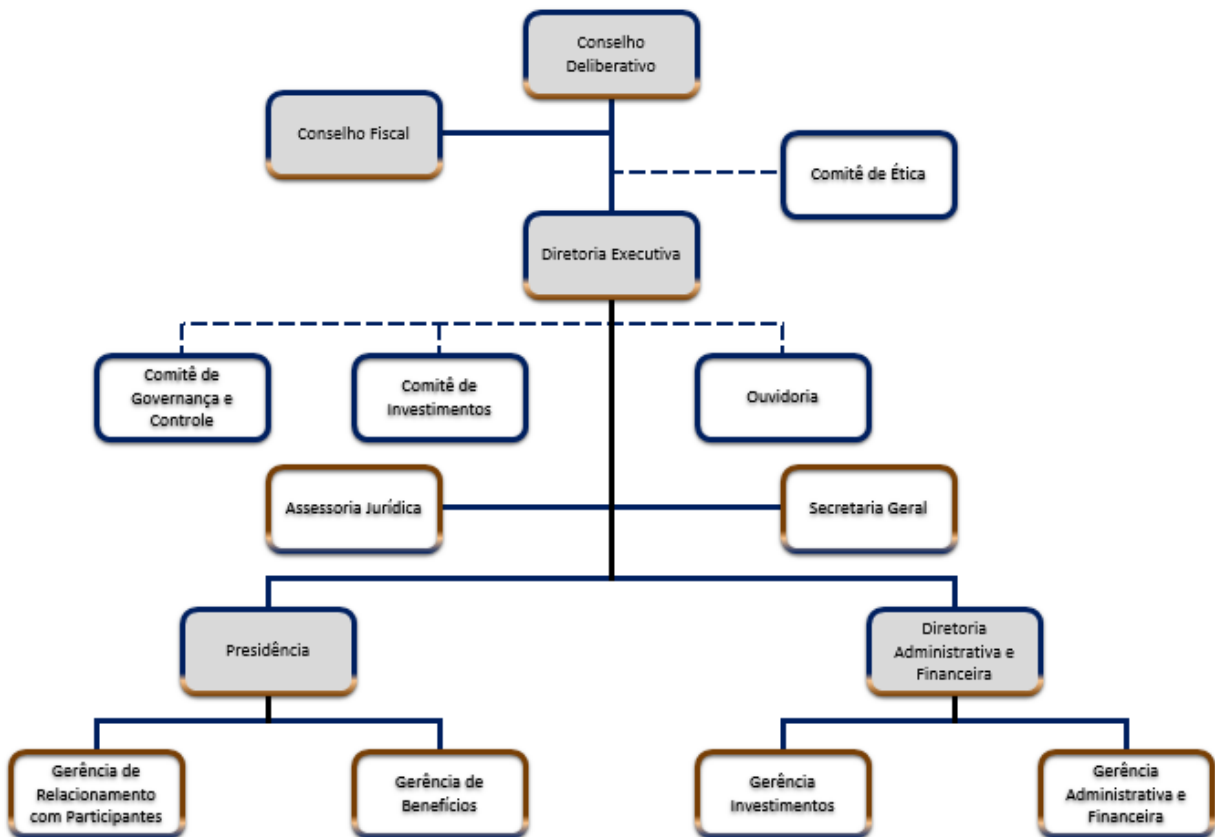 Conselho
Deliberativo
Conselho Fiscal
Comitê de Ética
Diretoria Executiva
Comitê de
Governança e
Controle
Comitê de
Investimentos
Ouvidoria
Assessoria Jurídica
Secretaria Geral
Presidência
Diretoria
Administrativa e
Financeira
Gerência de
Relacionamento
com Participantes
Gerência de
Benefícios
Gerência
Investimentos
Gerência
Administrativa e
Financeira